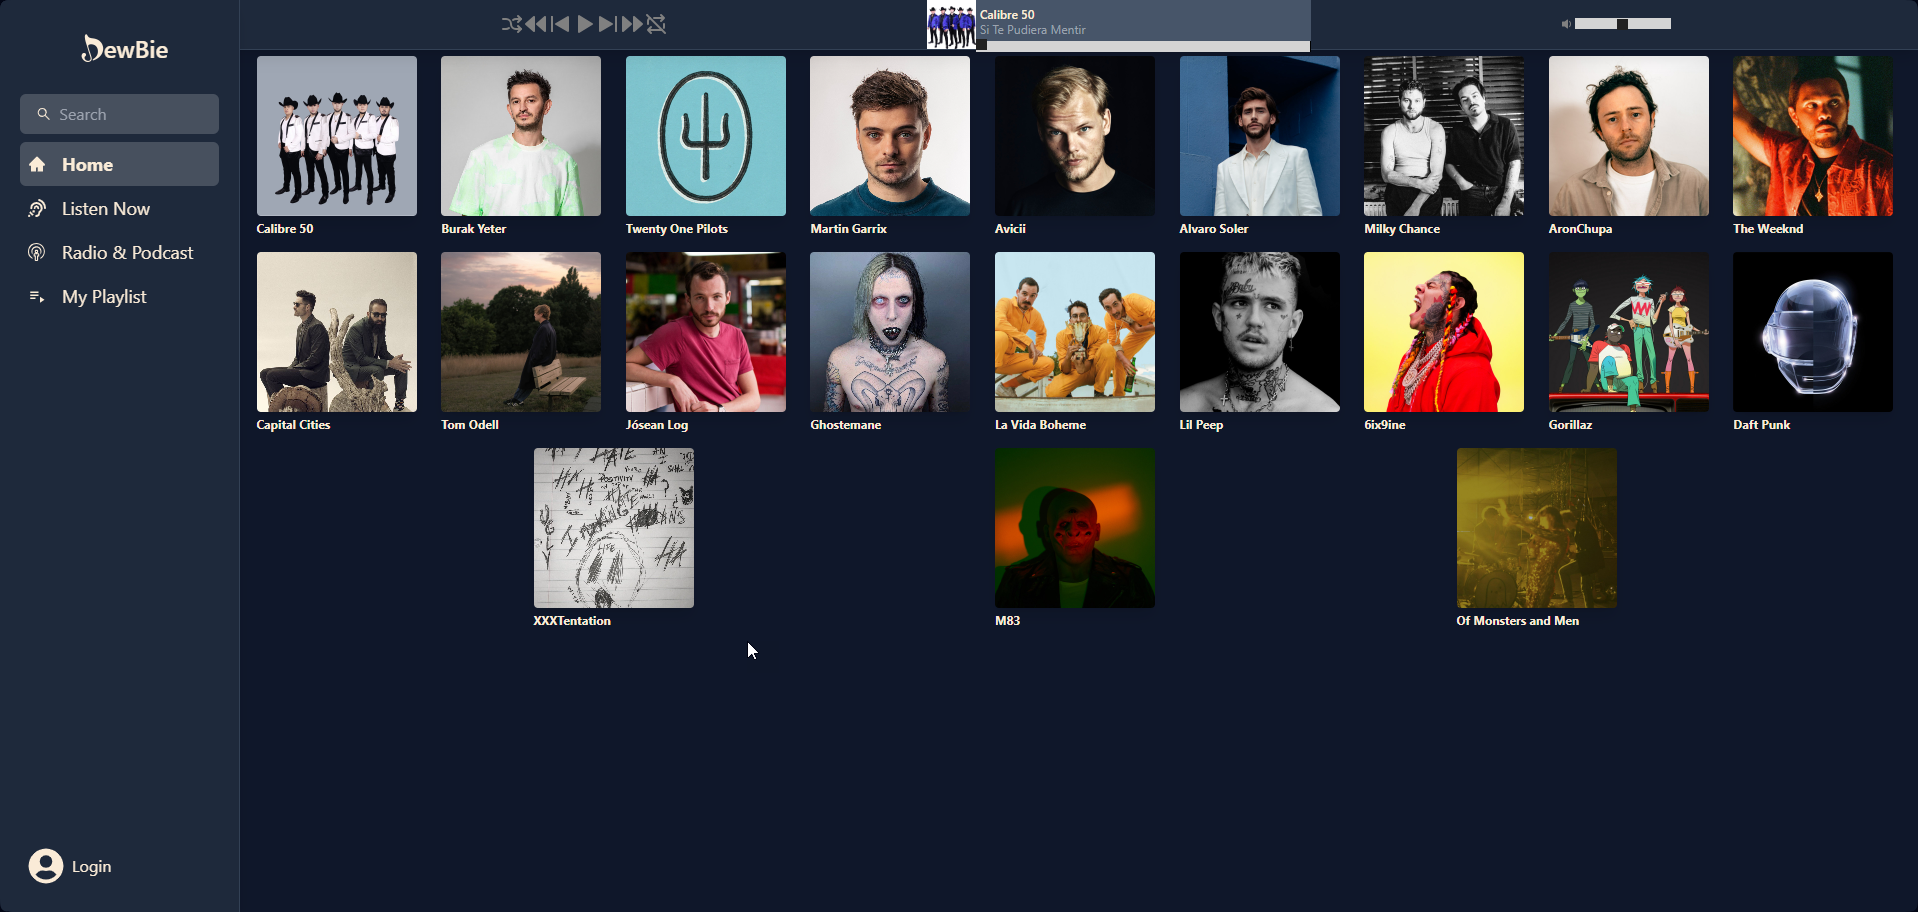 DewBie
Search
Home
Listen Now
Radio & Podcast
My Playlist
Login
Calibre 50
Si Te Pudiera Mentir
Calibre 50
Burak Yeter
Twenty One Pilots
Martin Garrix
Avicii
Alvaro Soler
Milky Chance
AronChupa
The Weeknd
Capital Cities
Tom Odell
Jósean Log
Ghostemane
La Vida Boheme
Lil Peep
6ix9ine
Gorillaz
Daft Punk
LIFE
XXXTentation
M83
Of Monsters and Men